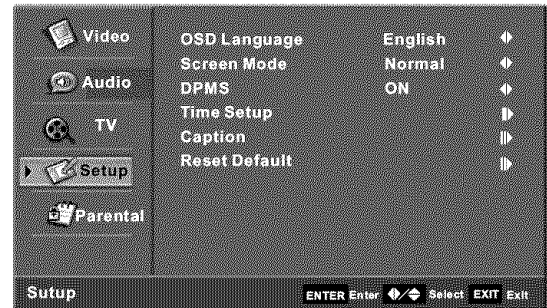 Video
Audio
TV
Setup
Parental
OSD Language English
Screen Mode Normal
DPMS ON
Time Setup
Caption
Reset Default
Sutup
ENTER Enter Select EXIT Exit